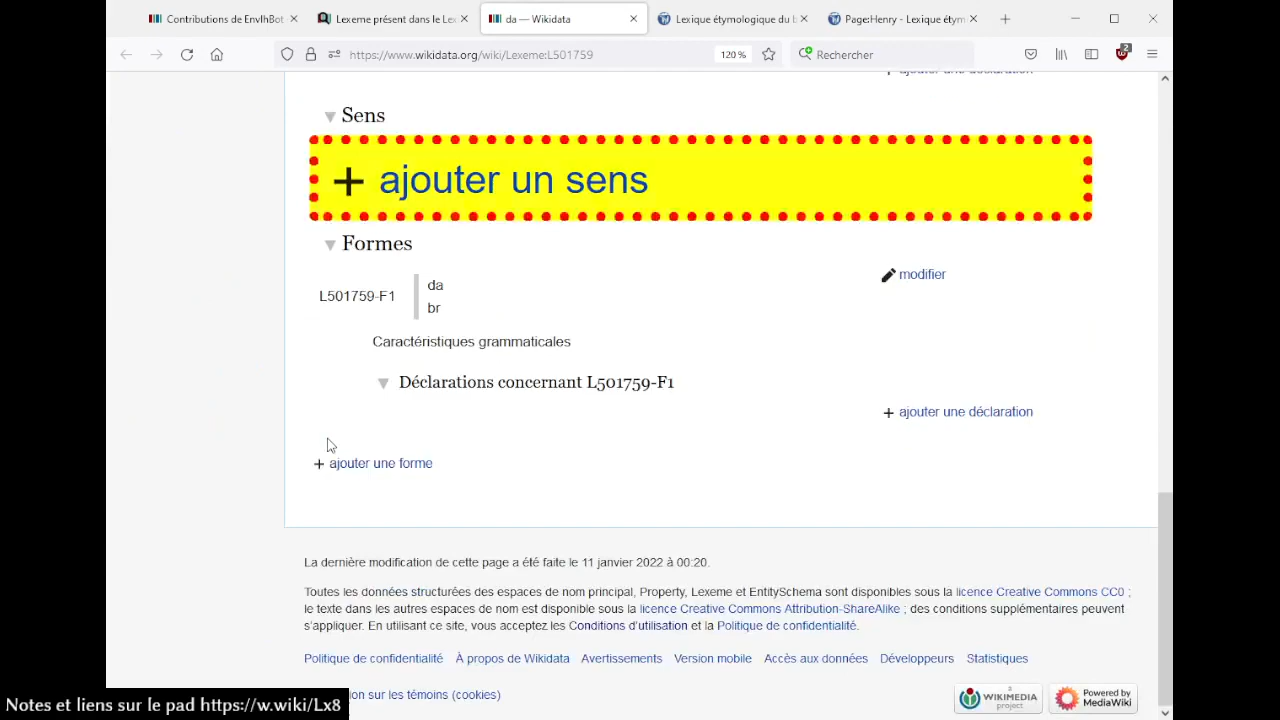 Contributions de EnvlhBot
Lexeme présent dans le Lex
da — Wikidata
Lexique étymologique du b
Page:Henry - Lexique étym
https://www.wikidata.org/wiki/Lexeme:L501759
120 %
Rechercher
2
Sens
+ ajouter un sens
Formes
L501759-F1
da
br
modifier
Caractéristiques grammaticales
Déclarations concernant L501759-F1
+ ajouter une déclaration
+ ajouter une forme
La dernière modification de cette page a été faite le 11 janvier 2022 à 00:20.
Toutes les données structurées des espaces de nom principal, Property, Lexeme et EntitySchema sont disponibles sous la licence Creative Commons CC0 ;
le texte dans les autres espaces de nom est disponible sous la licence Creative Commons Attribution-ShareAlike ; des conditions supplémentaires peuvent
s'appliquer. En utilisant ce site, vous acceptez les Conditions d'utilisation et la Politique de confidentialité.
Politique de confidentialité À propos de Wikidata Avertissements Version mobile Accès aux données Développeurs Statistiques
sur les témoins (cookies)
a WIKIMEDIA project
Powered by MediaWiki
Notes et liens sur le pad https://w.wiki/Lx8